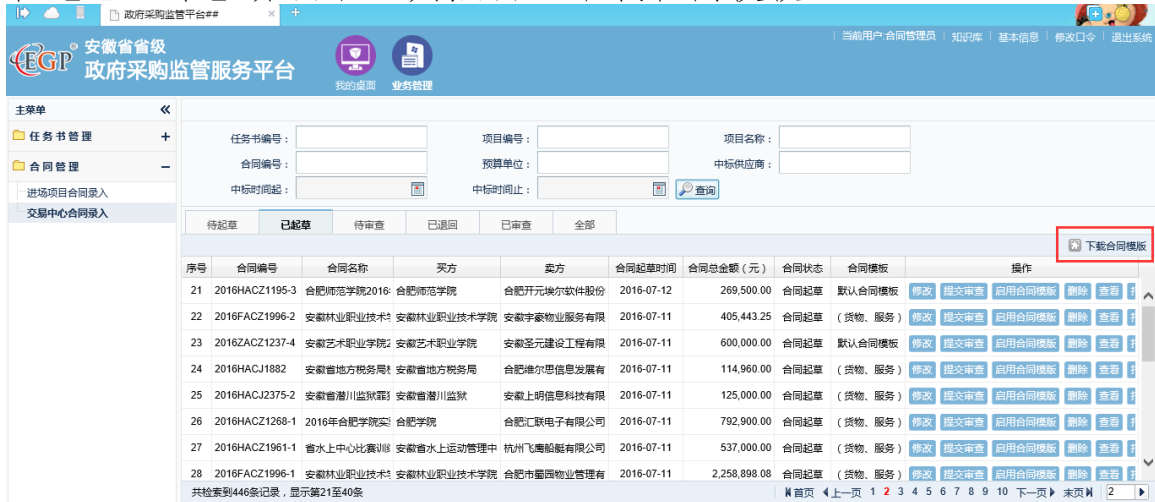 政府采购监管平台##
EGP 安徽省省级
政府采购监管服务平台
我的桌面 业务管理
当前用户:合同管理员 知识库 基本信息 修改口令 退出系统
主菜单
任务书管理
合同管理
进场项目合同录入
交易中心合同录入
任务书编号： 项目编号： 项目名称：
合同编号： 预算单位： 中标供应商：
中标时间起： 中标时间止： 查询
待起草 已起草 待审查 已退回 已审查 全部
下载合同模版
序号 合同编号 合同名称 买方 卖方 合同起草时间 合同总金额（元） 合同状态 合同模板 操作
21 2016HACZ1195-3 合肥师范学院2016 合肥师范学院 合肥开元埃尔软件股份 2016-07-12 269,500.00 合同起草 默认合同模板 修改 提交审查 启用合同模版 删除 查看
22 2016FACZ1996-2 安徽林业职业技术 安徽林业职业技术学院 安徽宇豪物业服务有限 2016-07-11 405,443.25 合同起草 （货物、服务） 修改 提交审查 启用合同模版 删除 查看
23 2016ZACZ1237-4 安徽艺术职业学院 安徽艺术职业学院 安徽圣元建设工程有限 2016-07-11 600,000.00 合同起草 默认合同模板 修改 提交审查 启用合同模版 删除 查看
24 2016HACJ1882 安徽省地方税务局 安徽省地方税务局 合肥维尔思信息发展有 2016-07-11 114,960.00 合同起草 （货物、服务） 修改 提交审查 启用合同模版 删除 查看
25 2016HACJ2375-2 安徽省潜川监狱罪 安徽省潜川监狱 安徽上明信息科技有限 2016-07-11 125,000.00 合同起草 （货物、服务） 修改 提交审查 启用合同模版 删除 查看
26 2016HACZ1268-1 2016年合肥学院实 合肥学院 合肥汇联电子有限公司 2016-07-11 792,900.00 合同起草 （货物、服务） 修改 提交审查 启用合同模版 删除 查看
27 2016HACZ1961-1 省水上中心比赛训 安徽省水上运动管理中 杭州飞鹰船艇有限公司 2016-07-11 537,000.00 合同起草 （货物、服务） 修改 提交审查 启用合同模版 删除 查看
28 2016FACZ1996-1 安徽林业职业技术 安徽林业职业技术学院 合肥市蜀园物业管理有 2016-07-11 2,258,898.08 合同起草 （货物、服务） 修改 提交审查 启用合同模版 删除 查看
共检索到446条记录，显示第21至40条 首页 上一页 1 2 3 4 5 6 7 8 9 10 下一页 末页 2